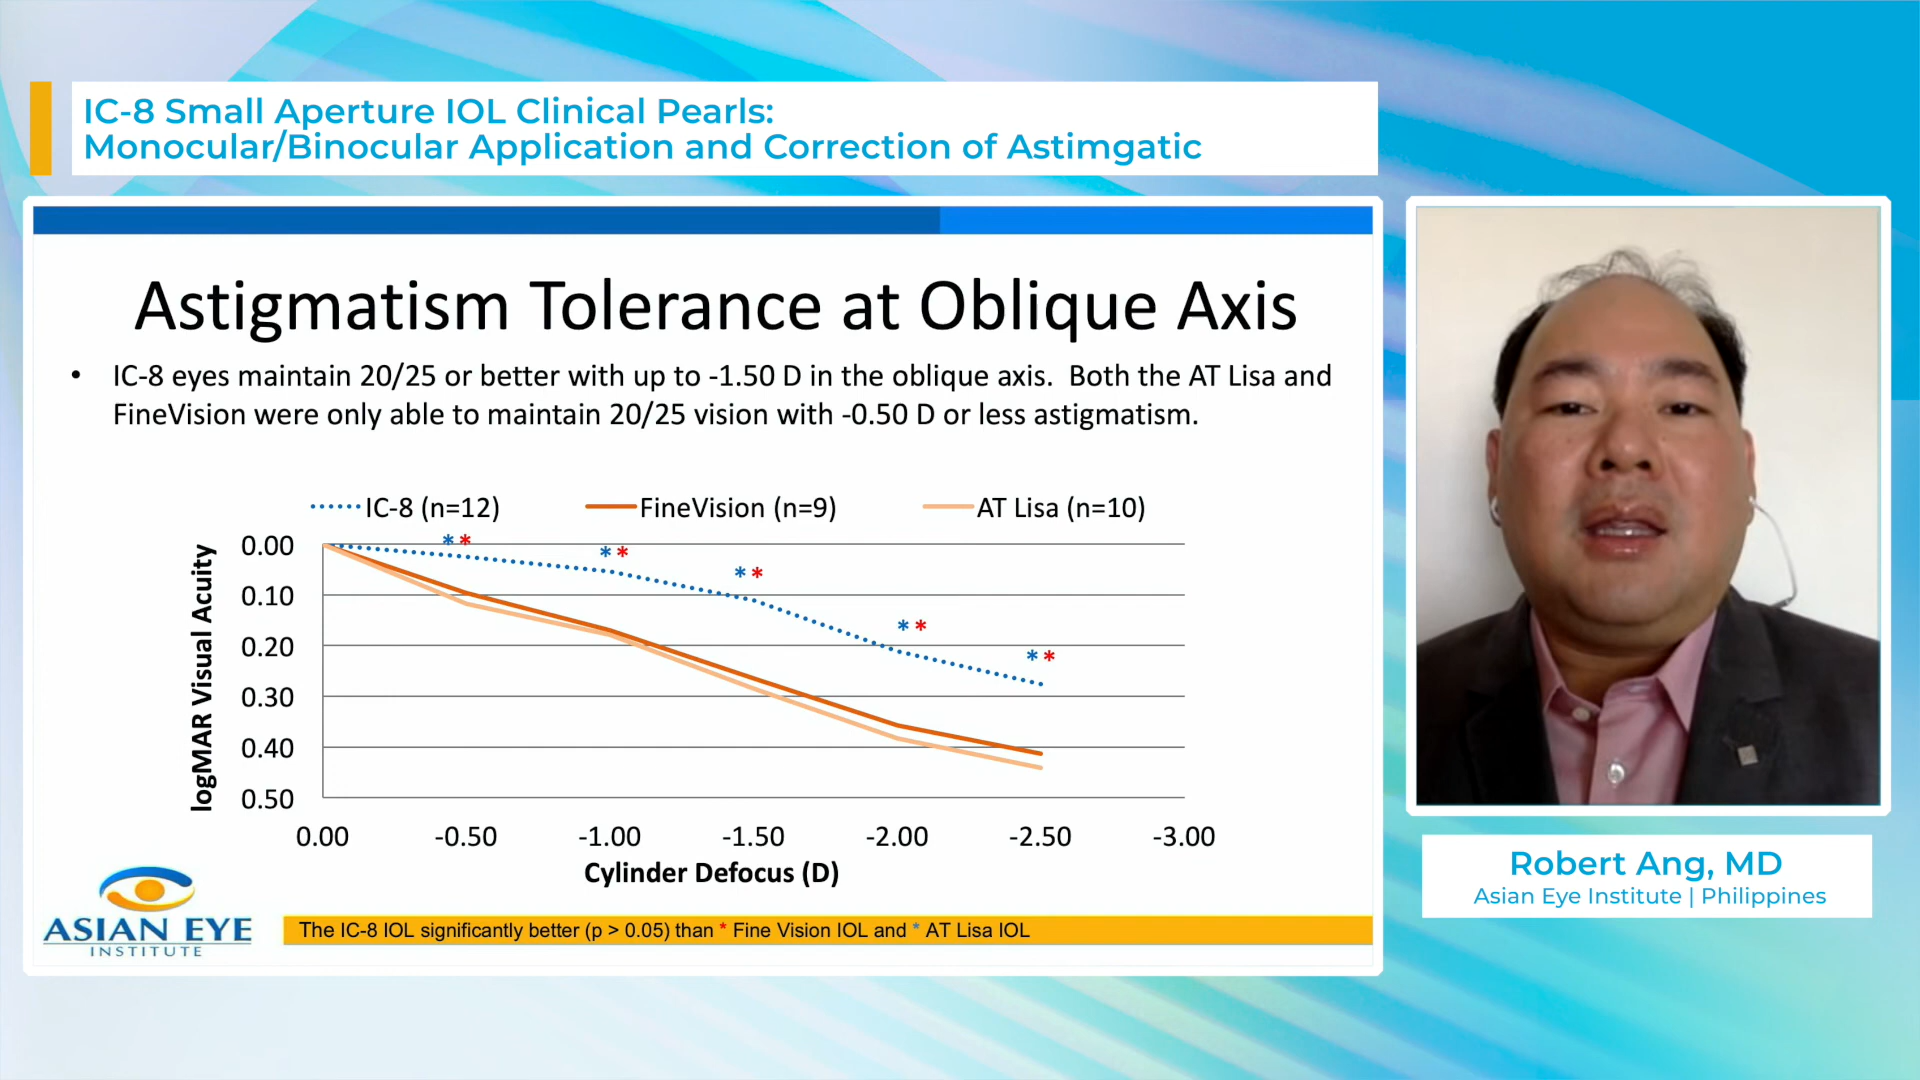 IC-8 Small Aperture IOL Clinical Pearls:
Monocular/Binocular Application and Correction of Astimgatic
Astigmatism Tolerance at Oblique Axis
• IC-8 eyes maintain 20/25 or better with up to -1.50 D in the oblique axis. Both the AT Lisa and
FineVision were only able to maintain 20/25 vision with -0.50 D or less astigmatism.
IC-8 (n=12) FineVision (n=9) AT Lisa (n=10)
logMAR Visual Acuity
0.00
0.10
0.20
0.30
0.40
0.50
* *
* *
* *
* *
* *
0.00 -0.50 -1.00 -1.50 -2.00 -2.50 -3.00
Cylinder Defocus (D)
ASIAN EYE
INSTITUTE
The IC-8 IOL significantly better (p > 0.05) than * Fine Vision IOL and * AT Lisa IOL
Robert Ang, MD
Asian Eye Institute | Philippines